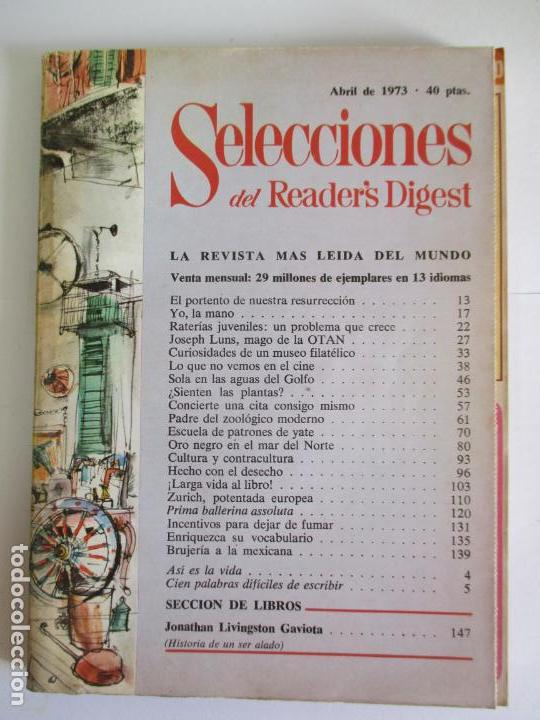 Abril de 1973 · 40 ptas.
Selecciones
del Reader's Digest
LA REVISTA MAS LEIDA DEL MUNDO
Venta mensual: 29 millones de ejemplares en 13 idiomas
El portento de nuestra resurrección . . . . . . . . 13
Yo, la mano . . . . . . . . 17
Raterías juveniles: un problema que crece . . . . . . . . 22
Joseph Luns, mago de la OTAN . . . . . . . . 27
Curiosidades de un museo filatélico . . . . . . . . 33
Lo que no vemos en el cine . . . . . . . . 38
Sola en las aguas del Golfo . . . . . . . . 46
¿Sienten las plantas? . . . . . . . . 53
Concierte una cita consigo mismo . . . . . . . . 57
Padre del zoológico moderno . . . . . . . . 61
Escuela de patrones de yate . . . . . . . . 70
Oro negro en el mar del Norte . . . . . . . . 80
Cultura y contracultura . . . . . . . . 93
Hecho con el desecho . . . . . . . . 96
¡Larga vida al libro! . . . . . . . . 103
Zurich, potentada europea . . . . . . . . 110
Prima ballerina assoluta . . . . . . . . 120
Incentivos para dejar de fumar . . . . . . . . 131
Enriquezca su vocabulario . . . . . . . . 135
Brujería a la mexicana . . . . . . . . 139
Así es la vida . . . . . . . . 4
Cien palabras difíciles de escribir . . . . . . . . 5
SECCION DE LIBROS
Jonathan Livingston Gaviota . . . . . . . . 147
(Historia de un ser alado)
todocoleccion.net